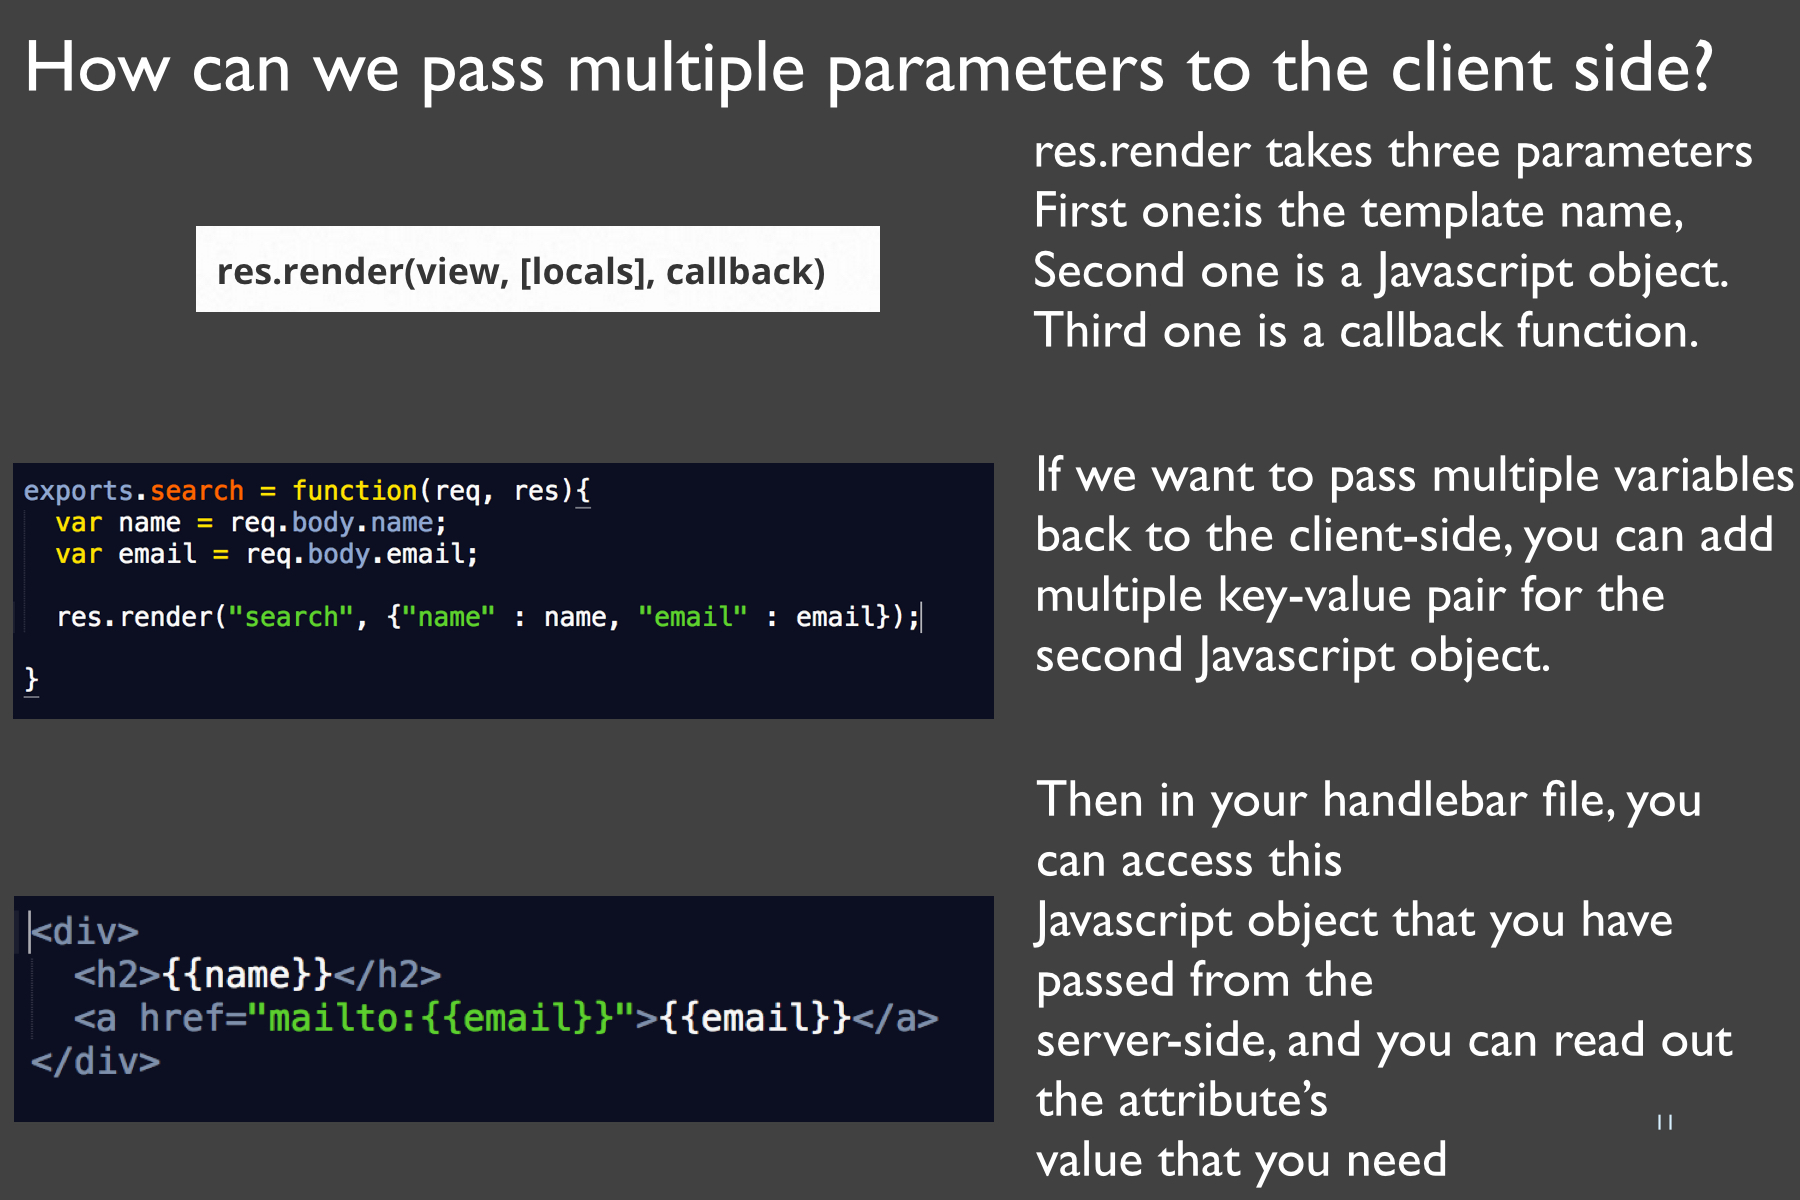 How can we pass multiple parameters to the client side?
res.render takes three parameters
First one:is the template name,
Second one is a Javascript object.
Third one is a callback function.
res.render(view, [locals], callback)
exports.search = function(req, res){
var name = req.body.name;
var email = req.body.email;
res.render("search", {"name" : name, "email" : email});
}
If we want to pass multiple variables
back to the client-side, you can add
multiple key-value pair for the
second Javascript object.
<div>
<h2>{{name}}</h2>
<a href="mailto:{{email}}">{{email}}</a>
</div>
Then in your handlebar file, you
can access this
Javascript object that you have
passed from the
server-side, and you can read out
the attribute’s
value that you need
11